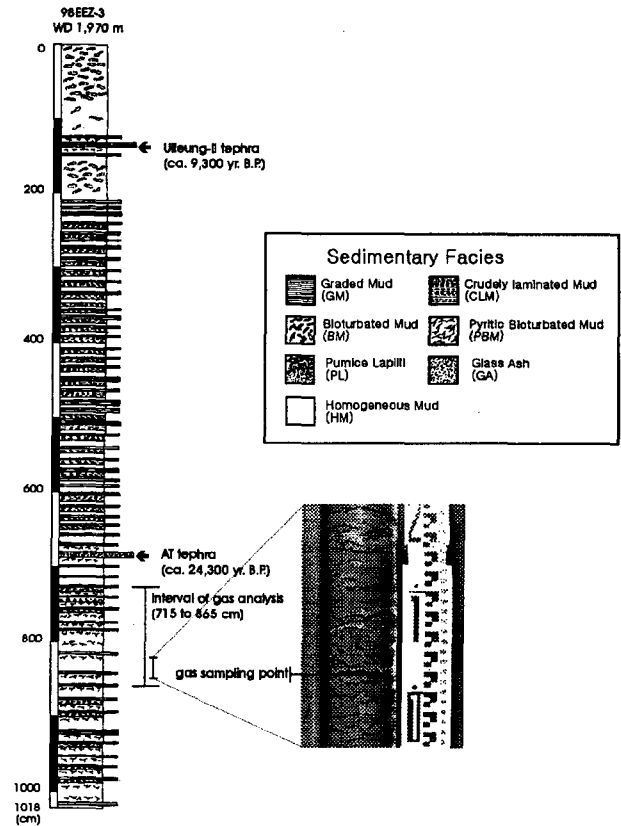 98EEZ-3
WD 1,970 m
0
Ulleung-II tephra
(ca. 9,300 yr. B.P.)
200
Sedimentary Facies
Graded Mud
(GM)
Crudely laminated Mud
(CLM)
Bioturbated Mud
(BM)
Pyritic Bioturbated Mud
(PBM)
Pumice Lapilli
(PL)
Glass Ash
(GA)
Homogeneous Mud
(HM)
400
600
AT tephra
(ca. 24,300 yr. B.P.)
Interval of gas analysis
(715 to 865 cm)
800
gas sampling point
1000
1018
(cm)